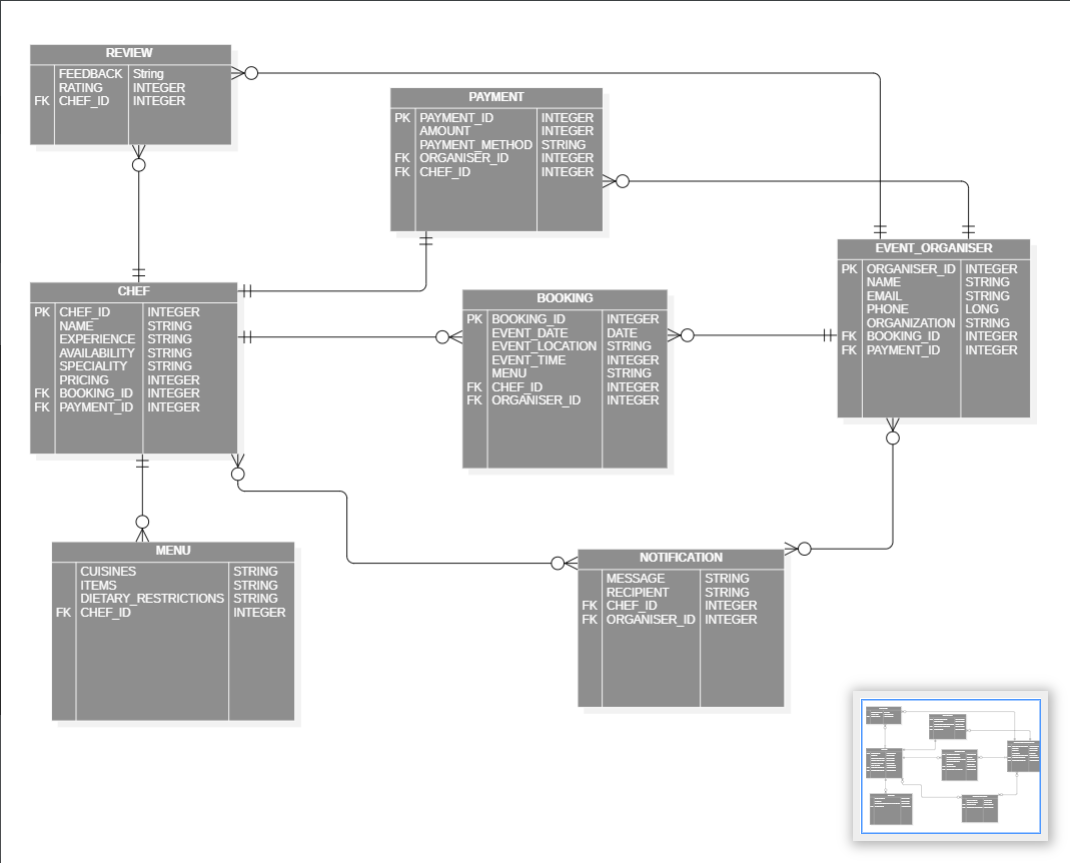 REVIEW
FEEDBACK String
RATING INTEGER
FK CHEF_ID INTEGER
PAYMENT
PK PAYMENT_ID INTEGER
AMOUNT INTEGER
PAYMENT_METHOD STRING
FK ORGANISER_ID INTEGER
FK CHEF_ID INTEGER
EVENT_ORGANISER
PK ORGANISER_ID INTEGER
NAME STRING
EMAIL STRING
PHONE LONG
ORGANIZATION STRING
FK BOOKING_ID INTEGER
FK PAYMENT_ID INTEGER
CHEF
PK CHEF_ID INTEGER
NAME STRING
EXPERIENCE STRING
AVAILABILITY STRING
SPECIALITY STRING
PRICING INTEGER
FK BOOKING_ID INTEGER
FK PAYMENT_ID INTEGER
BOOKING
PK BOOKING_ID INTEGER
EVENT_DATE DATE
EVENT_LOCATION STRING
EVENT_TIME INTEGER
MENU STRING
FK CHEF_ID INTEGER
FK ORGANISER_ID INTEGER
MENU
CUISINES STRING
ITEMS STRING
DIETARY_RESTRICTIONS STRING
FK CHEF_ID INTEGER
NOTIFICATION
MESSAGE STRING
RECIPIENT STRING
FK CHEF_ID INTEGER
FK ORGANISER_ID INTEGER